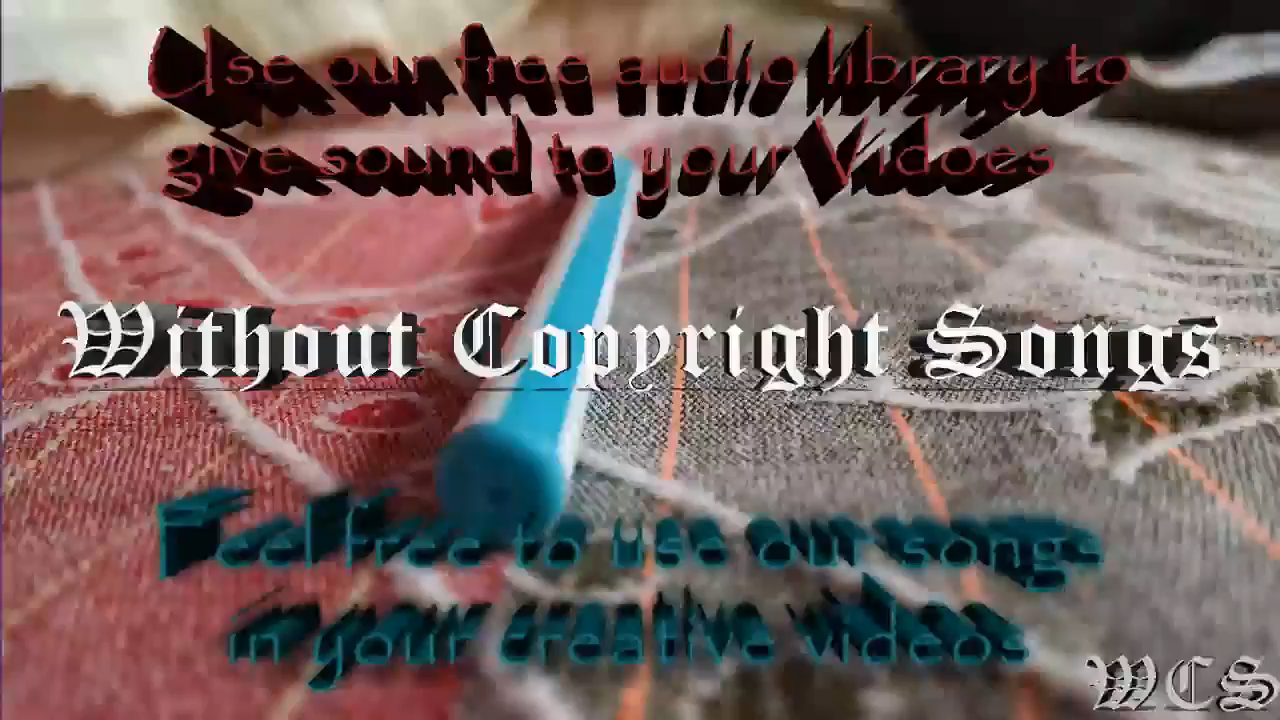 Use our free audio library to
give sound to your Vidoes
Without Copyright Songs
Feel free to use our songs
in your creative videos
WCS